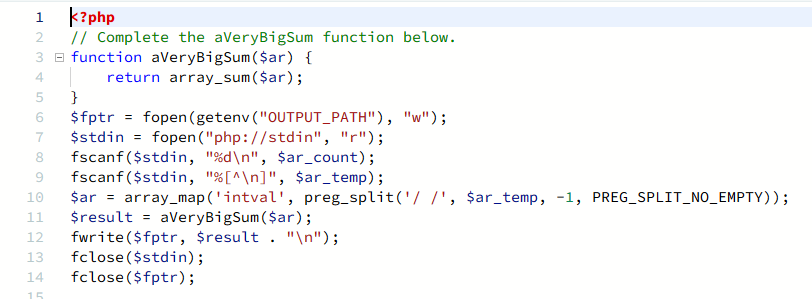 1 <?php
2 // Complete the aVeryBigSum function below.
3 function aVeryBigSum($ar) {
4     return array_sum($ar);
5 }
6 $fptr = fopen(getenv("OUTPUT_PATH"), "w");
7 $stdin = fopen("php://stdin", "r");
8 fscanf($stdin, "%d\n", $ar_count);
9 fscanf($stdin, "%[^\n]", $ar_temp);
10 $ar = array_map('intval', preg_split('/ /', $ar_temp, -1, PREG_SPLIT_NO_EMPTY));
11 $result = aVeryBigSum($ar);
12 fwrite($fptr, $result . "\n");
13 fclose($stdin);
14 fclose($fptr);
15